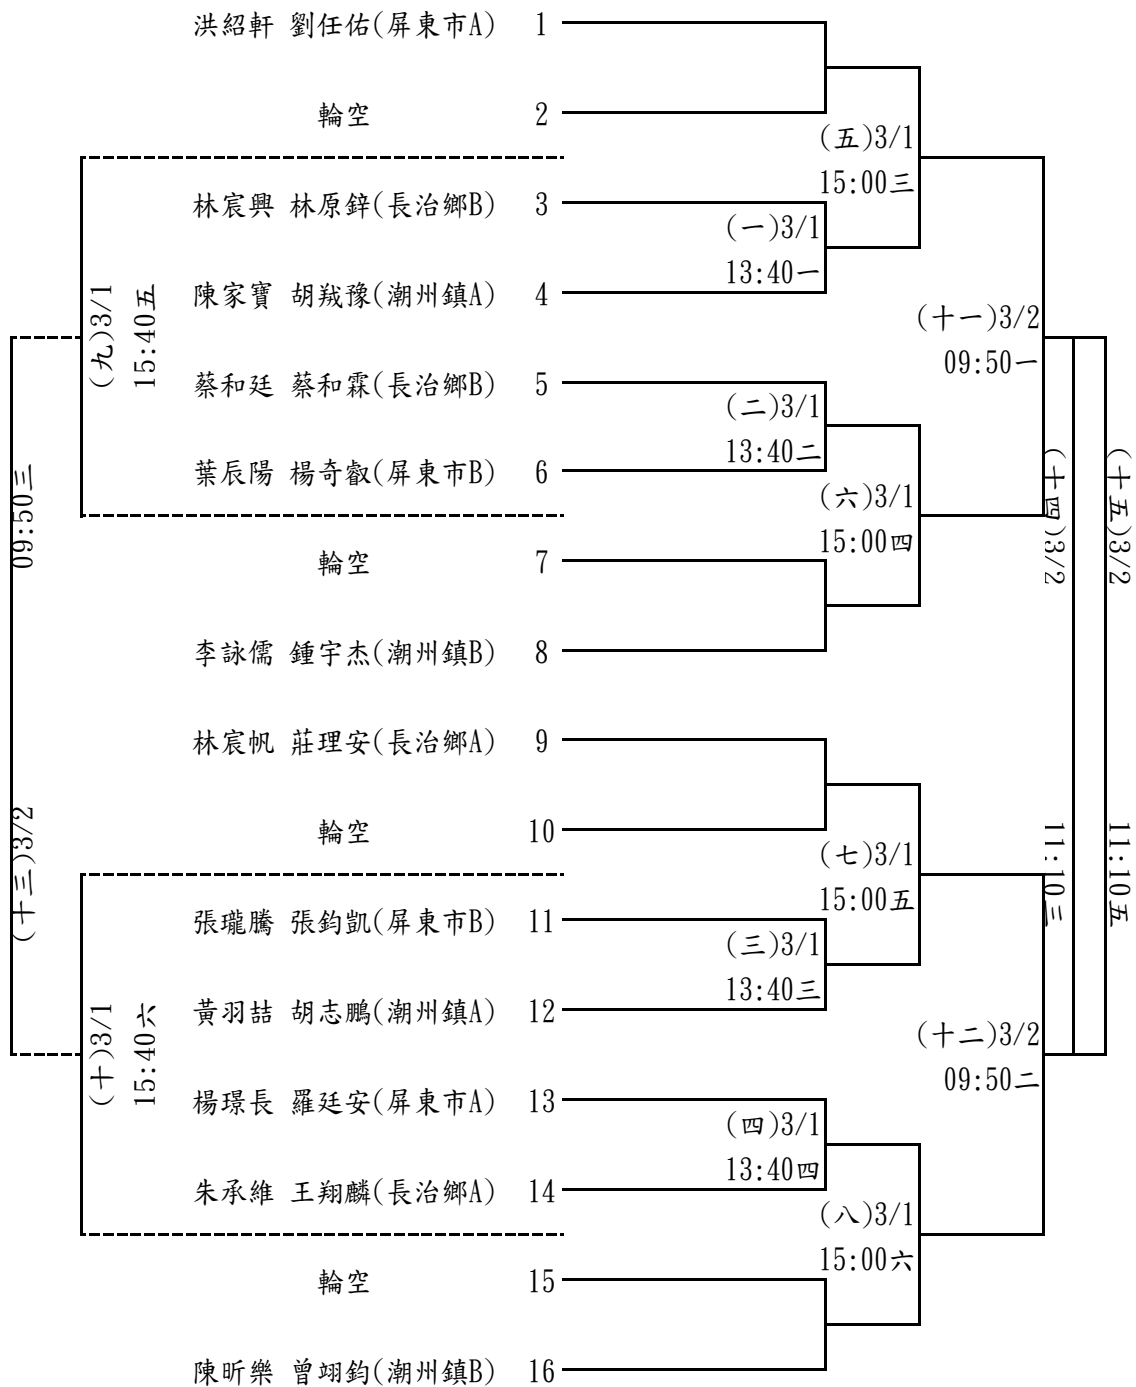 洪紹軒 劉任佑(屏東市A) 1
輪空 2
(五)3/1
15:00三
林宸興 林原鋅(長治鄉B) 3
(一)3/1
13:40一
陳家寶 胡羢豫(潮州鎮A) 4
(九)3/1
15:40五
(十一)3/2
09:50一
蔡和廷 蔡和霖(長治鄉B) 5
(二)3/1
13:40二
葉辰陽 楊奇叡(屏東市B) 6
(六)3/1
15:00四
輪空 7
李詠儒 鍾宇杰(潮州鎮B) 8
(十三)3/2
09:50三
(十四)3/2
11:10三
(十五)3/2
11:10五
林宸帆 莊理安(長治鄉A) 9
輪空 10
(七)3/1
15:00五
張瓏騰 張鈞凱(屏東市B) 11
(三)3/1
13:40三
黃羽喆 胡志鵬(潮州鎮A) 12
(十)3/1
15:40六
(十二)3/2
09:50二
楊璟長 羅廷安(屏東市A) 13
(四)3/1
13:40四
朱承維 王翔麟(長治鄉A) 14
(八)3/1
15:00六
輪空 15
陳昕樂 曾翊鈞(潮州鎮B) 16